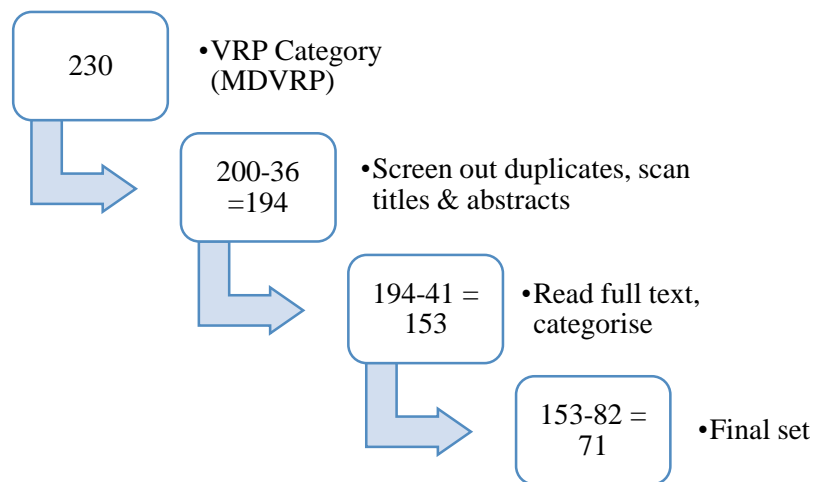 230
•VRP Category
(MDVRP)
200-36
=194
•Screen out duplicates, scan
titles & abstracts
194-41 =
153
•Read full text,
categorise
153-82 =
71
•Final set